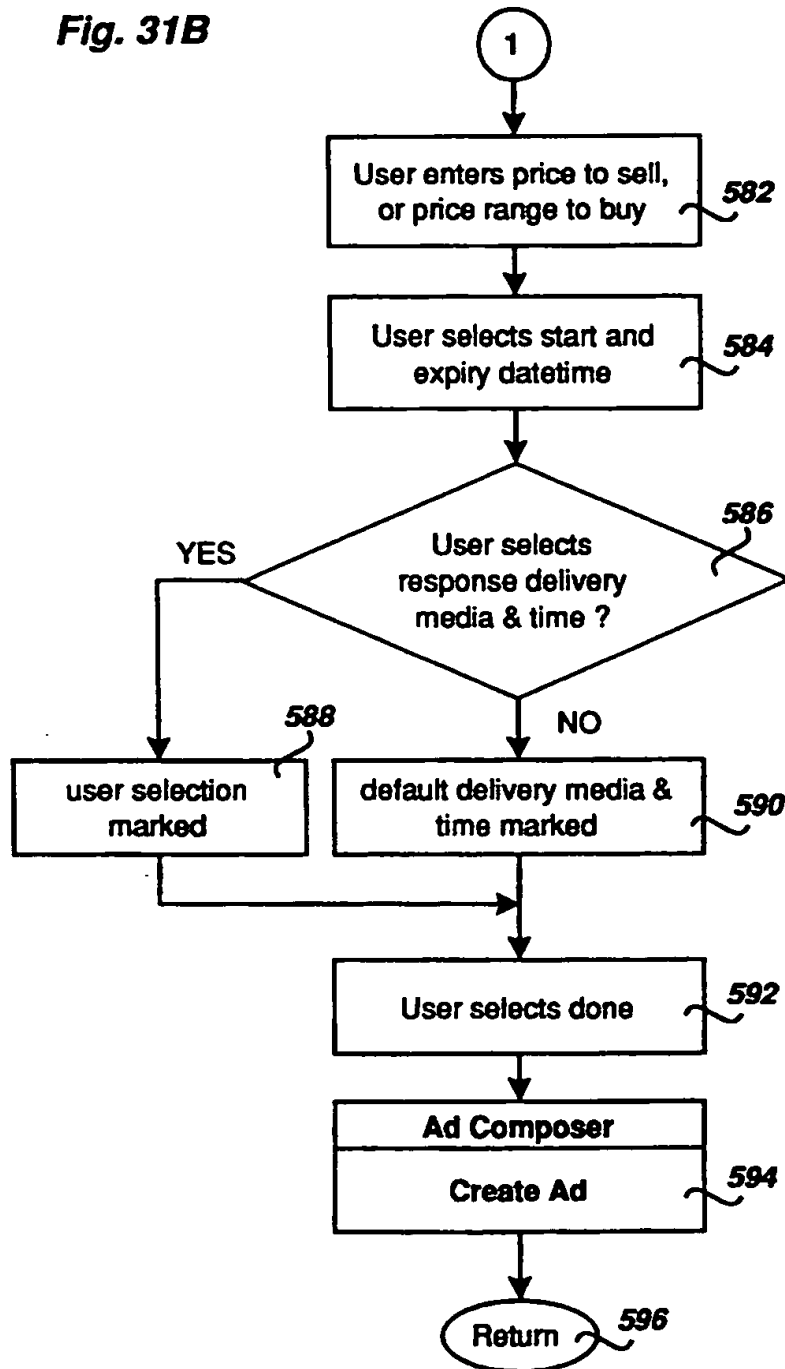 Fig. 31B
1
User enters price to sell,
or price range to buy
582
User selects start and
expiry datetime
584
User selects
response delivery
media & time ?
586
YES
NO
588
user selection
marked
default delivery media &
time marked
590
User selects done
592
Ad Composer
Create Ad
594
Return
596